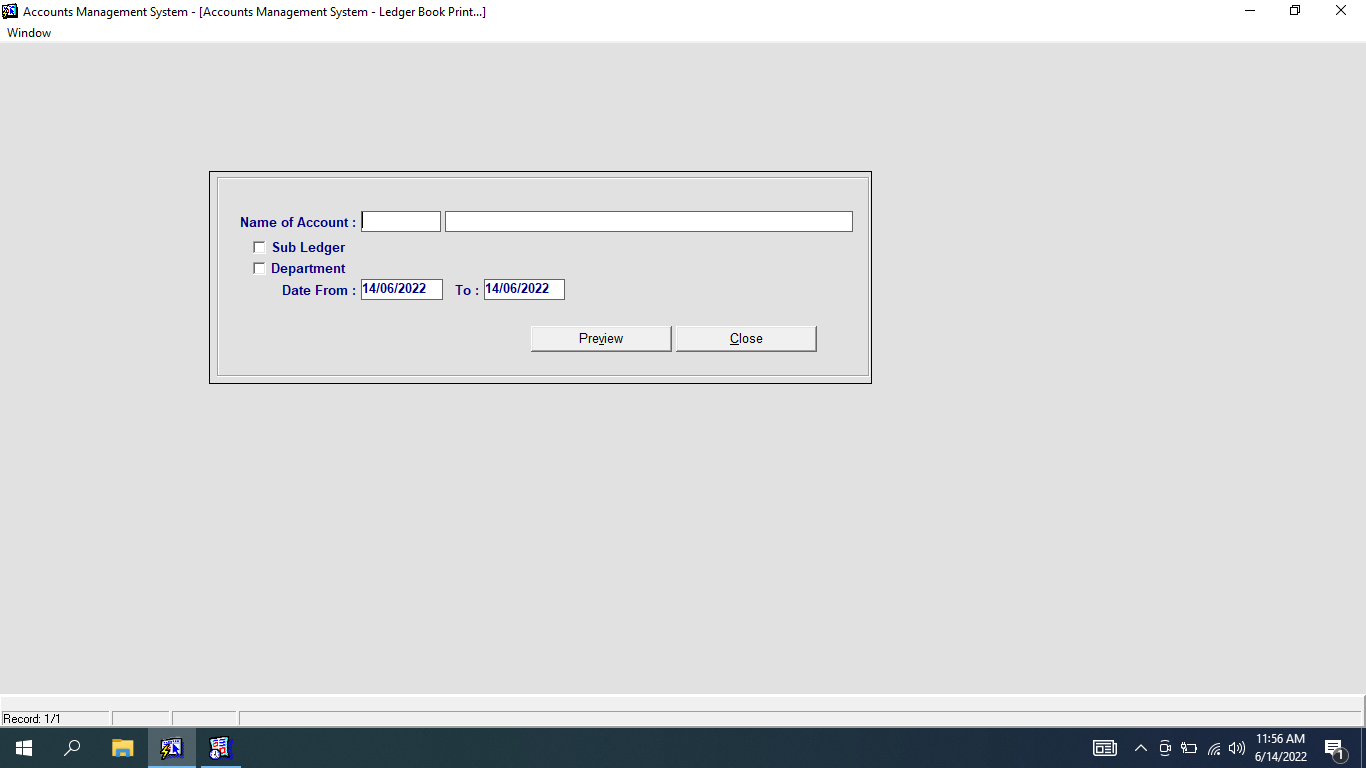 Accounts Management System - [Accounts Management System - Ledger Book Print...]
Window
Name of Account :
Sub Ledger
Department
Date From : 14/06/2022 To : 14/06/2022
Preview Close
Record: 1/1
11:56 AM
6/14/2022
1